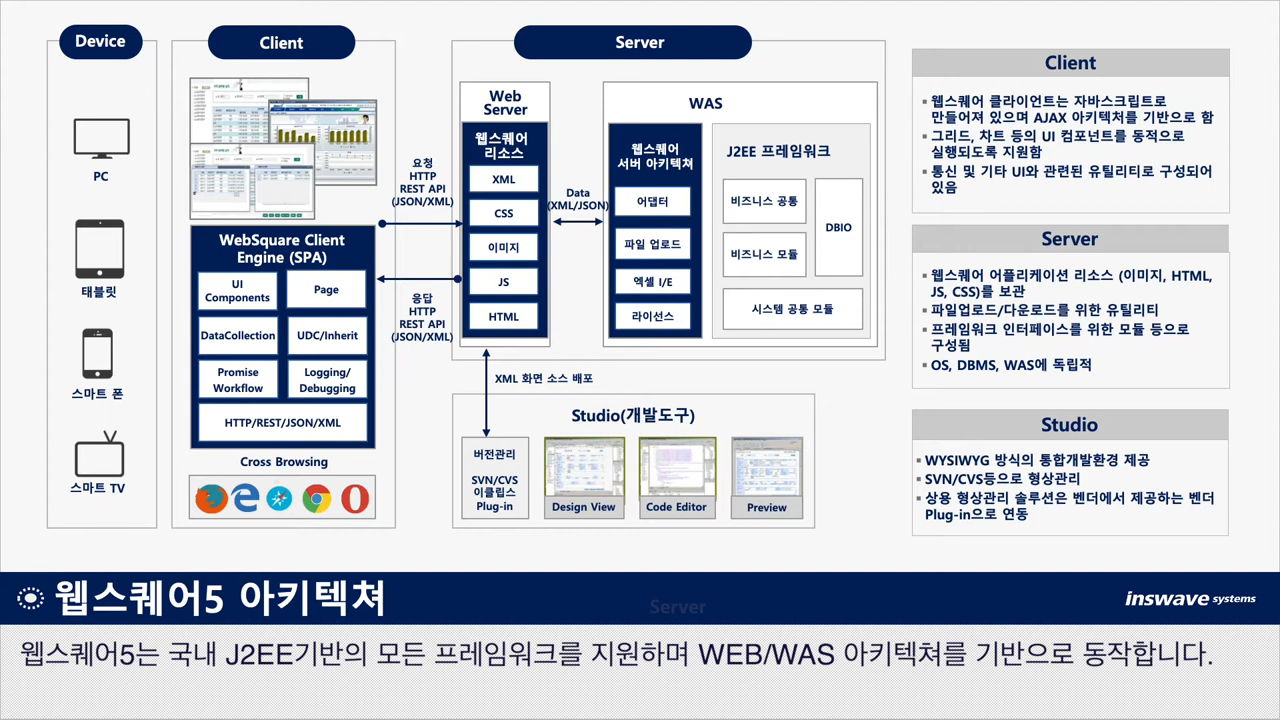 Device
PC
태블릿
스마트 폰
스마트 TV
Client
WebSquare Client
Engine (SPA)
UI
Components
Page
DataCollection
UDC/Inherit
Promise
Workflow
Logging/
Debugging
HTTP/REST/JSON/XML
Cross Browsing
요청
HTTP
REST API
(JSON/XML)
응답
HTTP
REST API
(JSON/XML)
Server
Web
Server
웹스퀘어
리소스
XML
CSS
이미지
JS
HTML
Data
(XML/JSON)
WAS
웹스퀘어
서버 아키텍쳐
어댑터
파일 업로드
엑셀 I/E
라이선스
J2EE 프레임워크
비즈니스 공통
비즈니스 모듈
DBIO
시스템 공통 모듈
XML 화면 소스 배포
Studio(개발도구)
버전관리
SVN/CVS
이클립스
Plug-in
Design View
Code Editor
Preview
Client
▪ 웹스퀘어 클라이언트는 자바스크립트로
만들어져 있으며 AJAX 아키텍처를 기반으로 함
▪ 그리드, 차트 등의 UI 컴포넌트를 동적으로
실행되도록 지원함
▪ 통신 및 기타 UI와 관련된 유틸리티로 구성되어
있음
Server
▪ 웹스퀘어 어플리케이션 리소스 (이미지, HTML,
JS, CSS)를 보관
▪ 파일업로드/다운로드를 위한 유틸리티
▪ 프레임워크 인터페이스를 위한 모듈 등으로
구성됨
▪ OS, DBMS, WAS에 독립적
Studio
▪ WYSIWYG 방식의 통합개발환경 제공
▪ SVN/CVS등으로 형상관리
▪ 상용 형상관리 솔루션은 벤더에서 제공하는 벤더
Plug-in으로 연동
웹스퀘어5 아키텍쳐
Server
inswave systems
웹스퀘어5는 국내 J2EE기반의 모든 프레임워크를 지원하며 WEB/WAS 아키텍쳐를 기반으로 동작합니다.